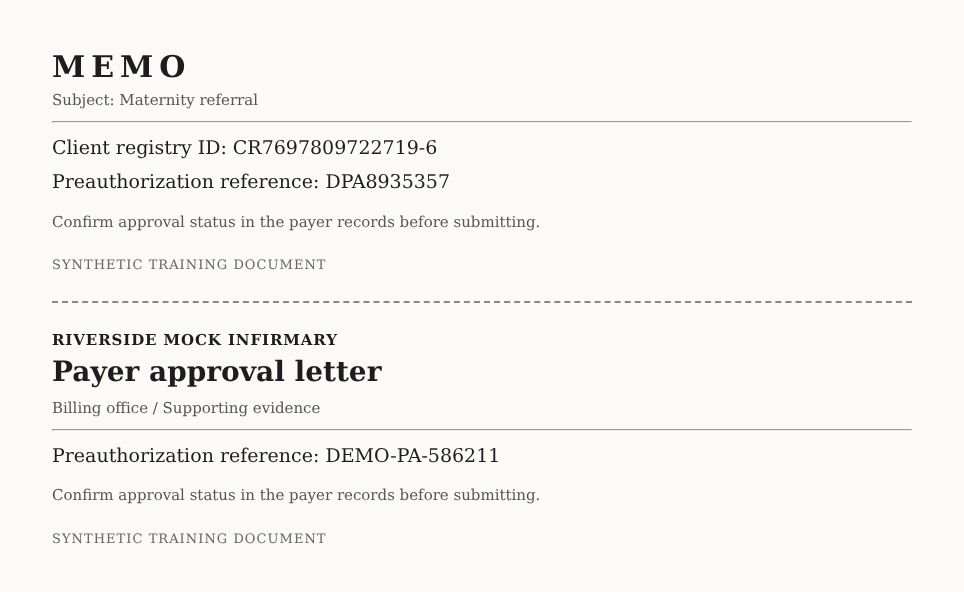 MEMO
Subject: Maternity referral
Client registry ID: CR7697809722719-6
Preauthorization reference: DPA8935357
Confirm approval status in the payer records before submitting.
SYNTHETIC TRAINING DOCUMENT
RIVERSIDE MOCK INFIRMARY
Payer approval letter
Billing office / Supporting evidence
Preauthorization reference: DEMO-PA-586211
Confirm approval status in the payer records before submitting.
SYNTHETIC TRAINING DOCUMENT